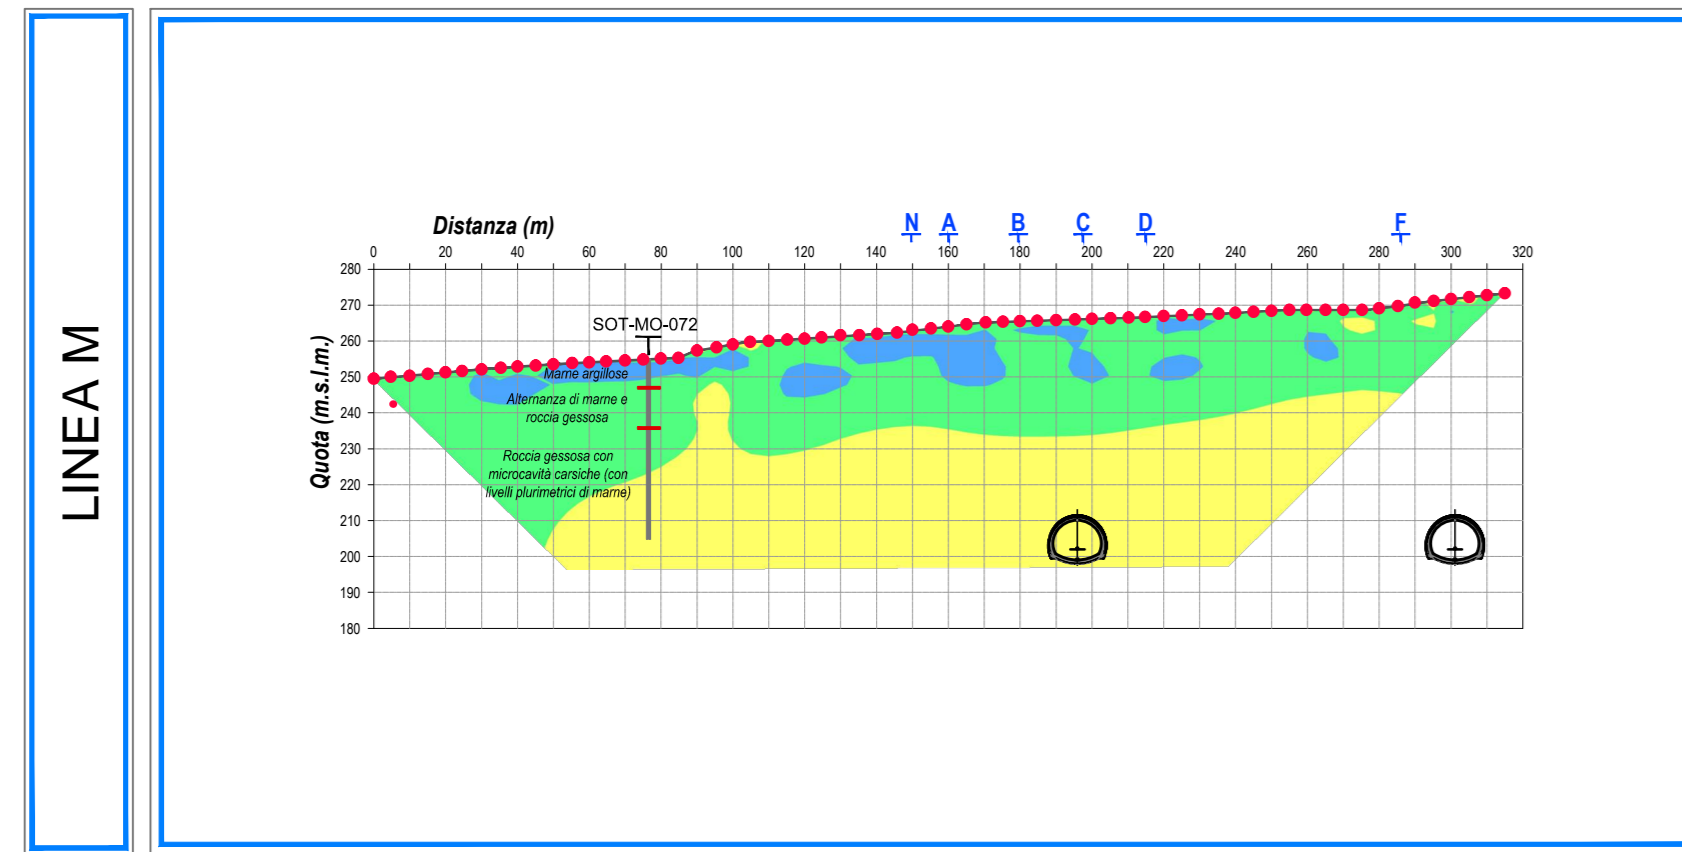 LINEA M
Distanza (m)
N A B C D F
0 20 40 60 80 100 120 140 160 180 200 220 240 260 280 300 320
Quota (m.s.l.m.)
280
270
260
250
240
230
220
210
200
190
180
SOT-MO-072
Marne argillose
Alternanza di marne e
roccia gessosa
Roccia gessosa con
microcavità carsiche (con
livelli plurimetrici di marne)